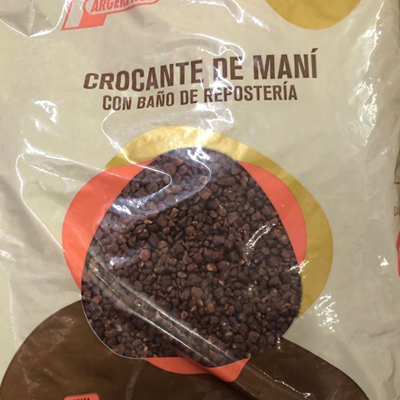 CROCANTE DE MANÍ
CON BAÑO DE REPOSTERÍA